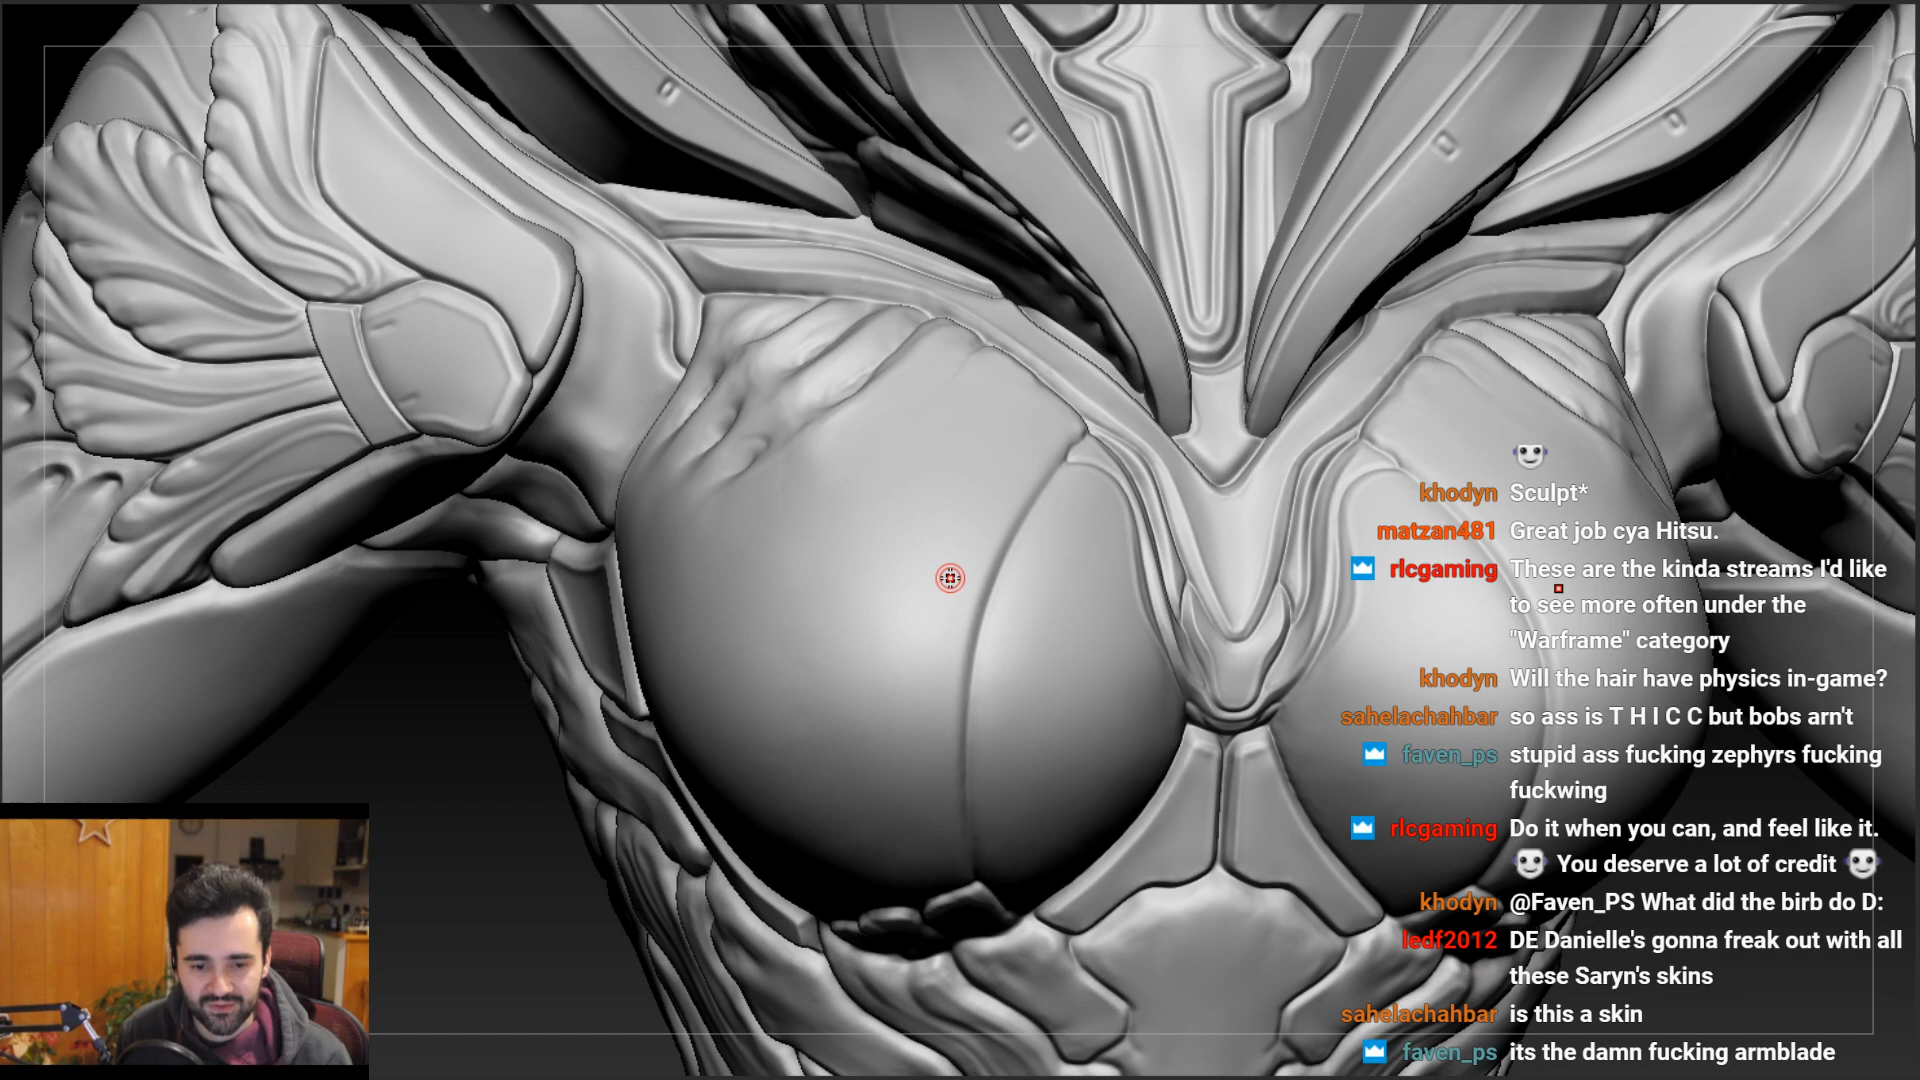 khodyn Sculpt*
matzan481 Great job cya Hitsu.
rlcgaming These are the kinda streams I'd like
to see more often under the
"Warframe" category
khodyn Will the hair have physics in-game?
sahelachahbar so ass is T H I C C but bobs arn't
faven_ps stupid ass fucking zephyrs fucking
fuckwing
rlcgaming Do it when you can, and feel like it.
You deserve a lot of credit
khodyn @Faven_PS What did the birb do D:
ledf2012 DE Danielle's gonna freak out with all
these Saryn's skins
sahelachahbar is this a skin
faven_ps its the damn fucking armblade